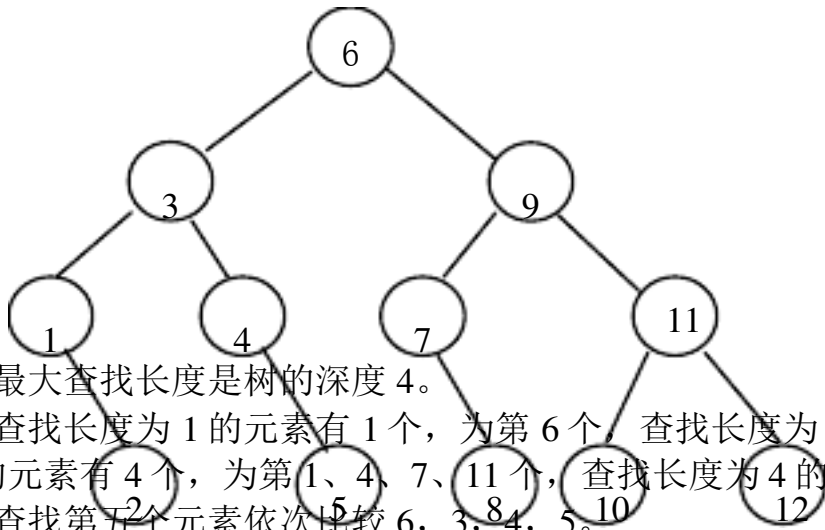 6
3 9
1 4 7 11
最大查找长度是树的深度 4。
查找长度为 1 的元素有 1 个，为第 6 个，查找长度为
的元素有 4 个，为第 1、4、7、11 个，查找长度为 4 的
2 5 8 10 12
查找第五个元素依次比较 6，3，4，5。